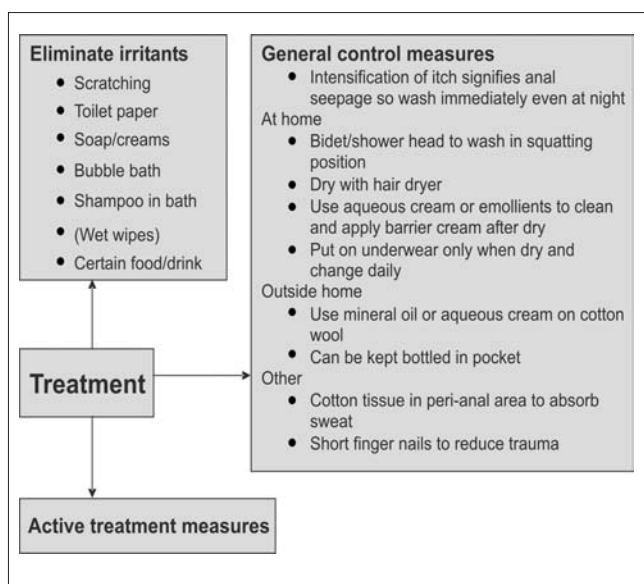 Eliminate irritants
● Scratching
● Toilet paper
● Soap/creams
● Bubble bath
● Shampoo in bath
● (Wet wipes)
● Certain food/drink
General control measures
● Intensification of itch signifies anal
seepage so wash immediately even at night
At home
● Bidet/shower head to wash in squatting
position
● Dry with hair dryer
● Use aqueous cream or emollients to clean
and apply barrier cream after dry
● Put on underwear only when dry and
change daily
Outside home
● Use mineral oil or aqueous cream on cotton
wool
● Can be kept bottled in pocket
Other
● Cotton tissue in peri-anal area to absorb
sweat
● Short finger nails to reduce trauma
Treatment
Active treatment measures